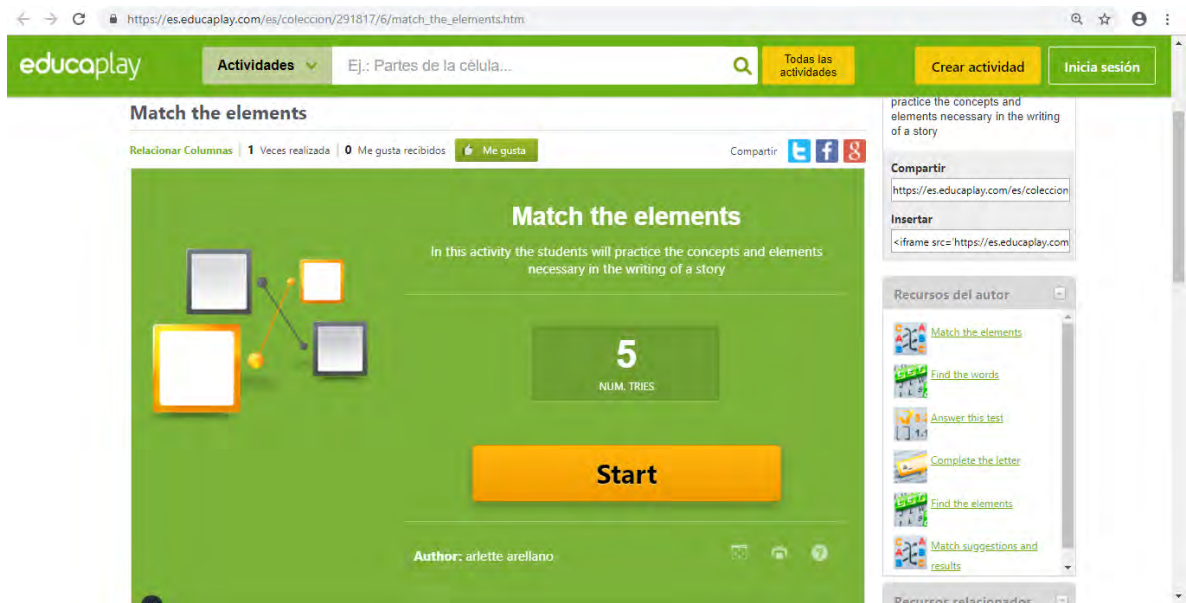 https://es.educaplay.com/es/coleccion/291817/6/match_the_elements.htm
educaplay
Actividades
Ej.: Partes de la célula...
Todas las
actividades
Crear actividad
Inicia sesión
Match the elements
Relacionar Columnas | 1 Veces realizada | 0 Me gusta recibidos
Me gusta
Compartir
Match the elements
In this activity the students will practice the concepts and elements
necessary in the writing of a story
5
NUM. TRIES
Start
Author: arlette arellano
practice the concepts and
elements necessary in the writing
of a story
Compartir
https://es.educaplay.com/es/coleccion
Insertar
<iframe src='https://es.educaplay.com
Recursos del autor
Match the elements
Find the words
Answer this test
Complete the letter
Find the elements
Match suggestions and
results
Recursos relacionados